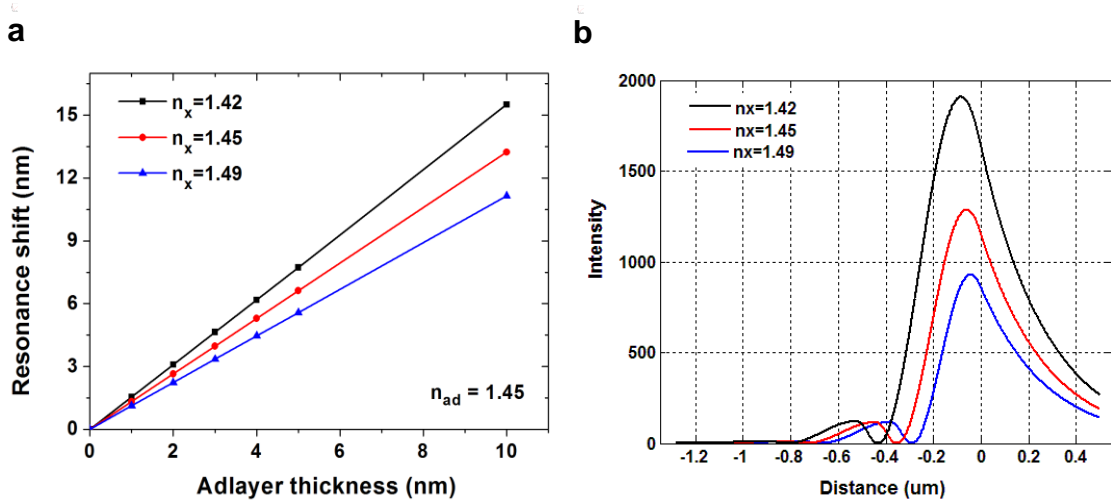 a
b
Resonance shift (nm)
15
12
9
6
3
0
nₓ=1.42
nₓ=1.45
nₓ=1.49
n_ad = 1.45
0 2 4 6 8 10
Adlayer thickness (nm)
Intensity
2000
1500
1000
500
0
nx=1.42
nx=1.45
nx=1.49
-1.2 -1 -0.8 -0.6 -0.4 -0.2 0 0.2 0.4
Distance (um)